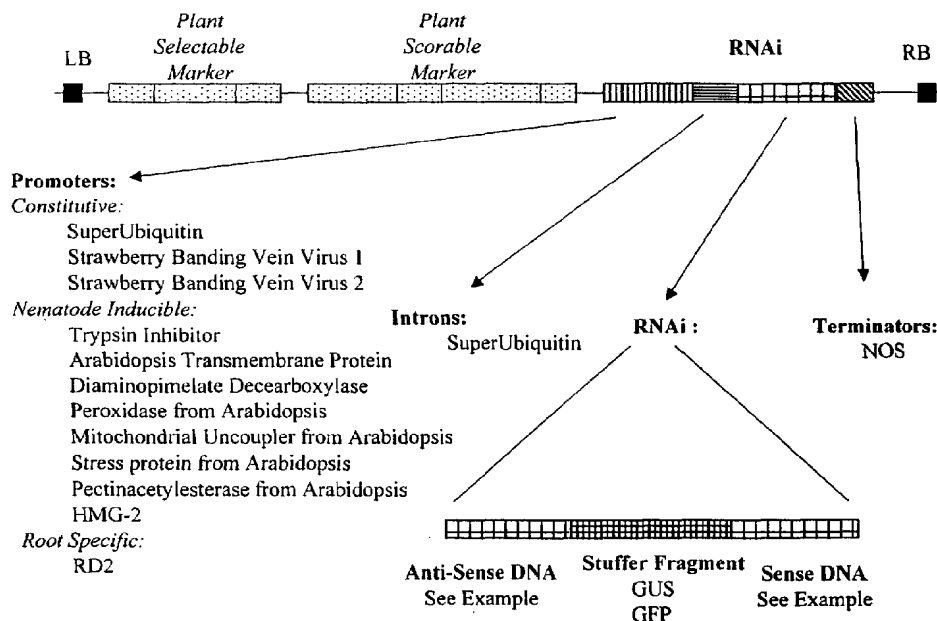 LB
Plant
Selectable
Marker
Plant
Scorable
Marker
RNAi
RB
Promoters:
Constitutive:
SuperUbiquitin
Strawberry Banding Vein Virus 1
Strawberry Banding Vein Virus 2
Nematode Inducible:
Trypsin Inhibitor
Arabidopsis Transmembrane Protein
Diaminopimelate Decearboxylase
Peroxidase from Arabidopsis
Mitochondrial Uncoupler from Arabidopsis
Stress protein from Arabidopsis
Pectinacetylesterase from Arabidopsis
HMG-2
Root Specific:
RD2
Introns:
SuperUbiquitin
RNAi :
Terminators:
NOS
Anti-Sense DNA
See Example
Stuffer Fragment
GUS
GFP
Sense DNA
See Example